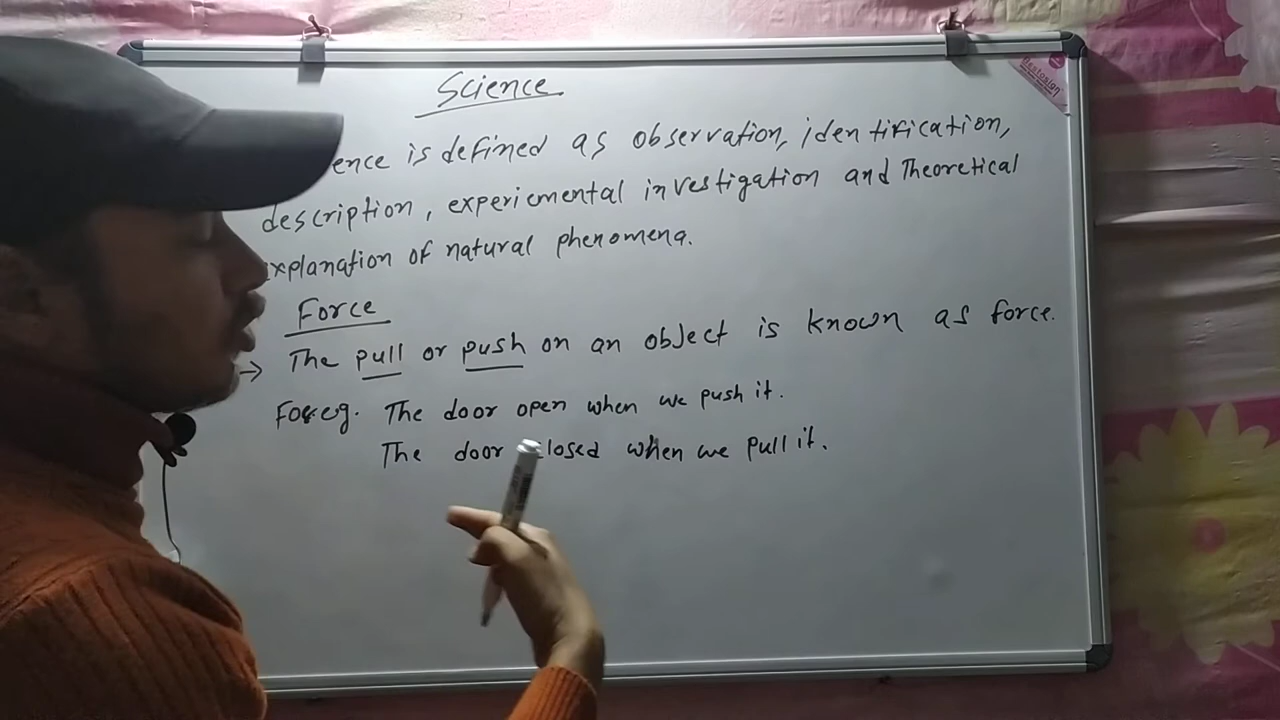 Science
ence is defined as observation, identification,
description, expericmental investigation and Theoretical
xplanation of natural phenomena.
Force
→ The pull or push on an object is known as force.
For eg. The door open when we push it.
The door closed when we pull it.